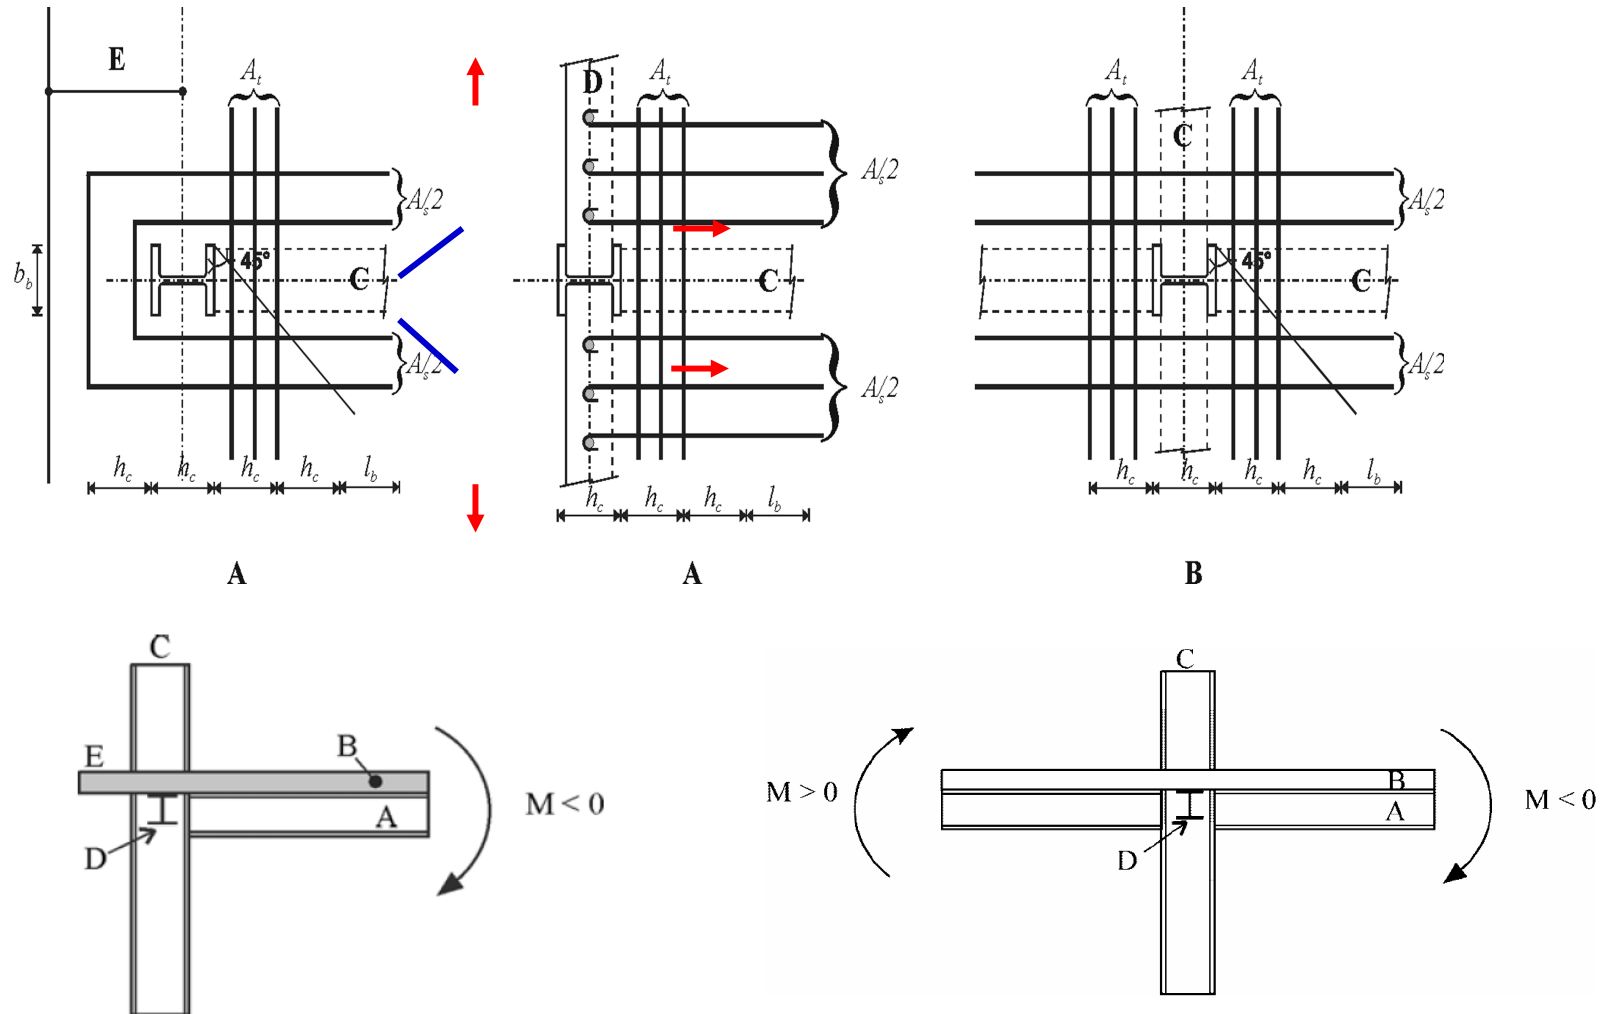 E
A_t
A_s/2
b_b
45°
C
A_s/2
h_c h_c h_c h_c l_b
A
D
A_t
A_s/2
C
A_s/2
h_c h_c h_c l_b
A
A_t A_t
C
A_s/2
45°
C
A_s/2
h_c h_c h_c h_c l_b
B
C
E
B
A
D
M < 0
C
M > 0
B
A
D
M < 0